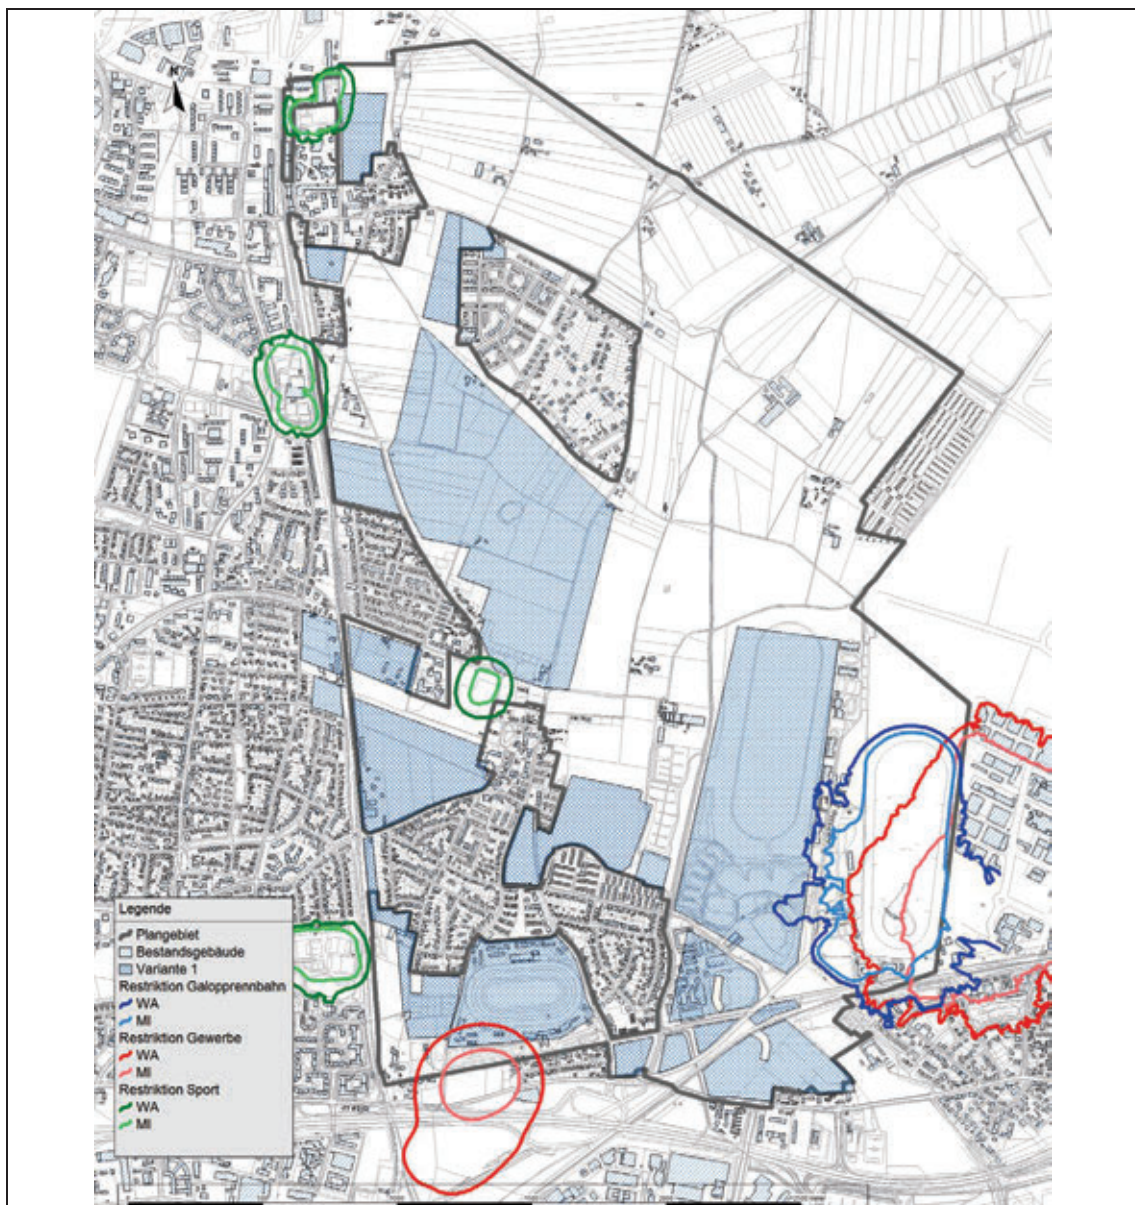 N
Legende
Plangebiet
Bestandsgebäude
Variante 1
Restriktion Galopprennbahn
WA
MI
Restriktion Gewerbe
WA
MI
Restriktion Sport
WA
MI